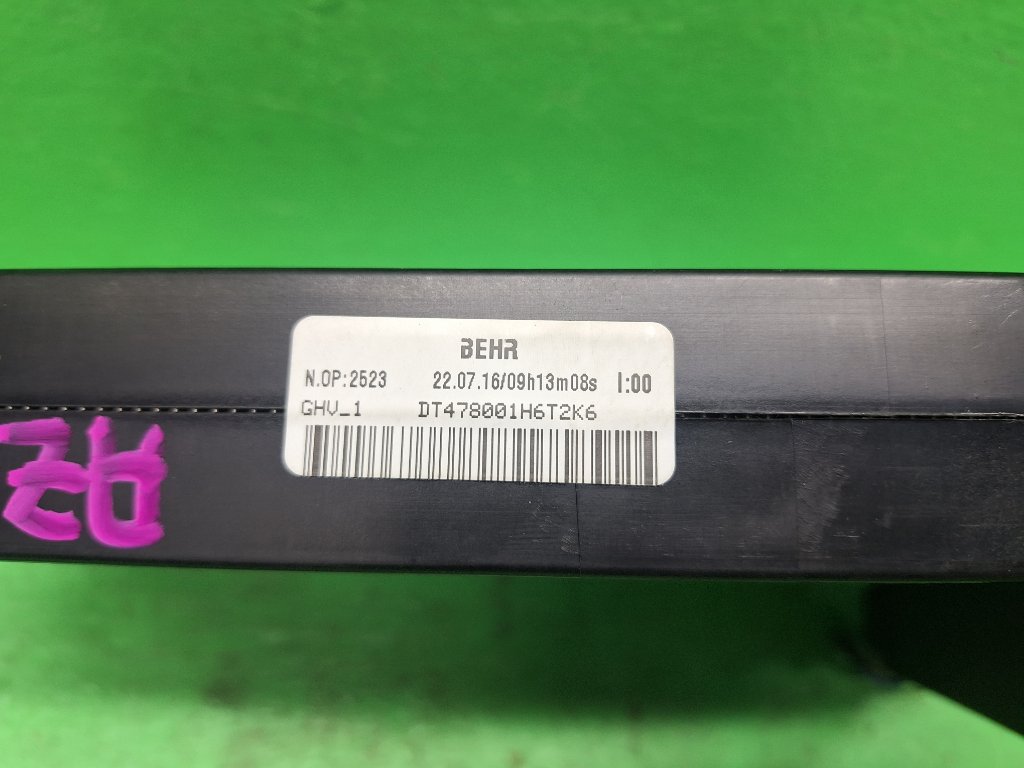 BEHR
N.OP:2523 22.07.16/09h13m08s I:00
GHV_1 DT478001H6T2K6